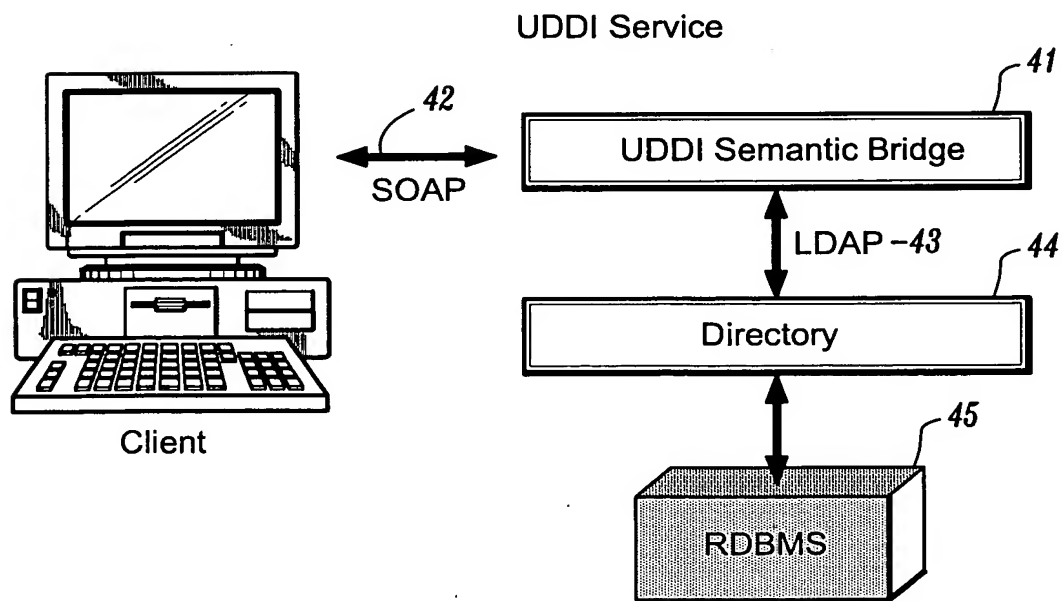 UDDI Service
41
42
UDDI Semantic Bridge
SOAP
LDAP -43
44
Directory
Client
45
RDBMS